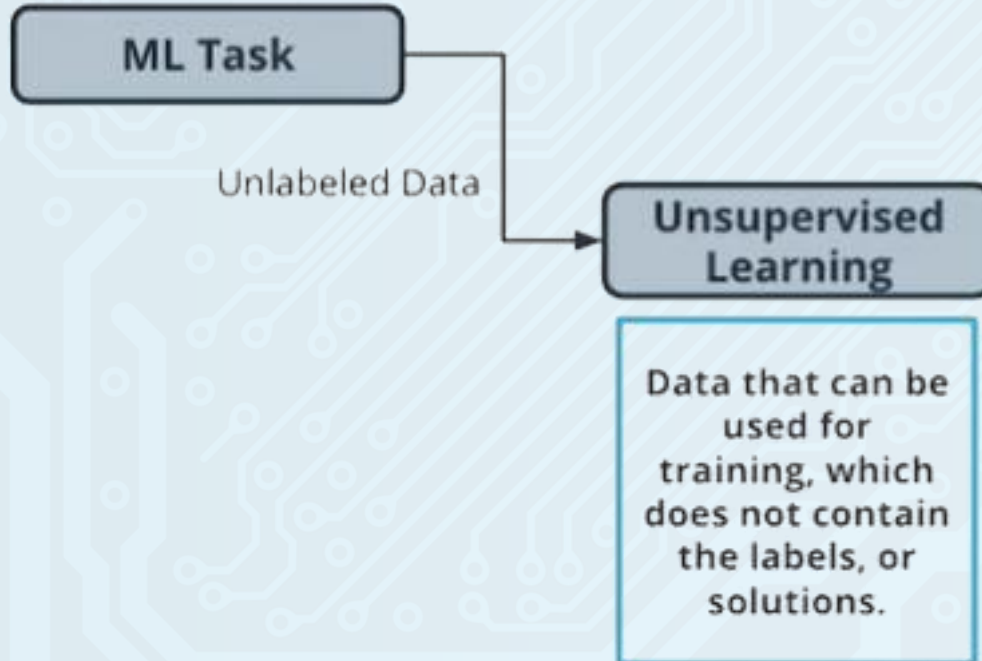 ML Task
Unlabeled Data
Unsupervised
Learning
Data that can be
used for
training, which
does not contain
the labels, or
solutions.